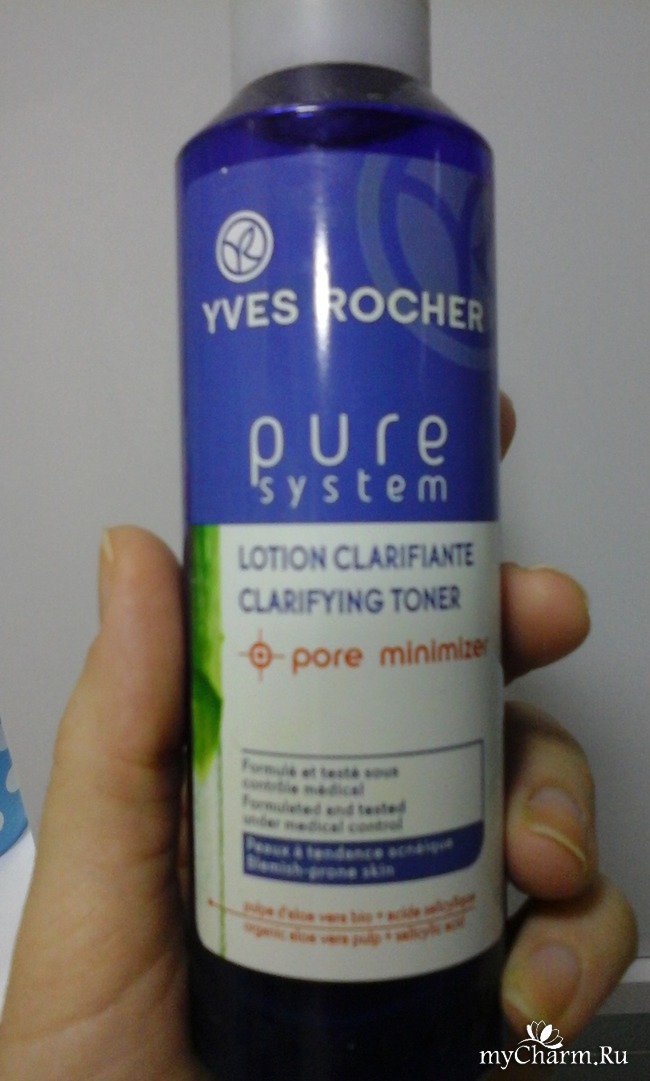 YVES ROCHER
pure
system
LOTION CLARIFIANTE
CLARIFYING TONER
pore minimizer
Formulé et testé sous
contrôle médical
Formulated and tested
under medical control
Peaux à tendance acnéique
Blemish-prone skin
pulpe d'aloe vera bio + acide salicylique
organic aloe vera pulp + salicylic acid
myCharm.Ru